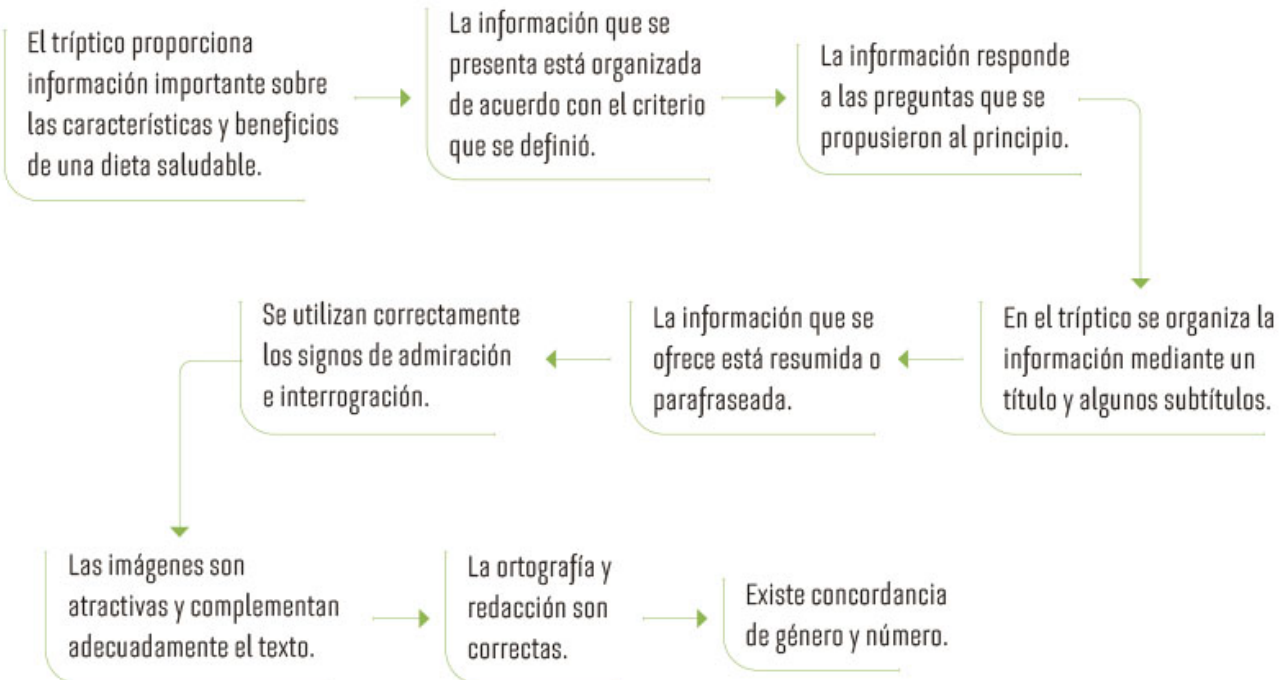 El tríptico proporciona
información importante sobre
las características y beneficios
de una dieta saludable.
La información que se
presenta está organizada
de acuerdo con el criterio
que se definió.
La información responde
a las preguntas que se
propusieron al principio.
En el tríptico se organiza la
información mediante un
título y algunos subtítulos.
La información que se
ofrece está resumida o
parafraseada.
Se utilizan correctamente
los signos de admiración
e interrogración.
Las imágenes son
atractivas y complementan
adecuadamente el texto.
La ortografía y
redacción son
correctas.
Existe concordancia
de género y número.